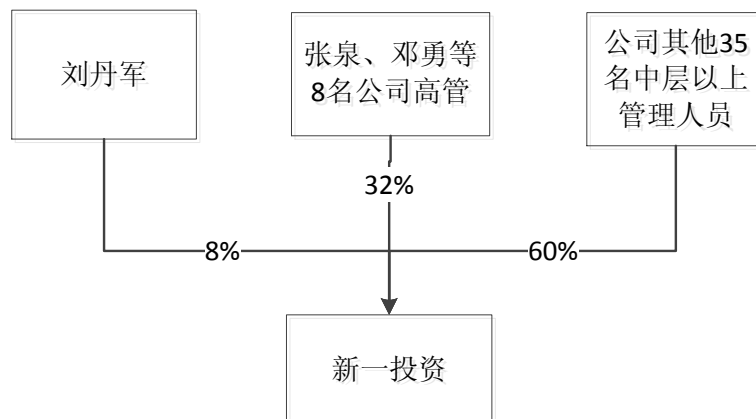 刘丹军
张泉、邓勇等
8名公司高管
公司其他35
名中层以上
管理人员
32%
8%
60%
新一投资